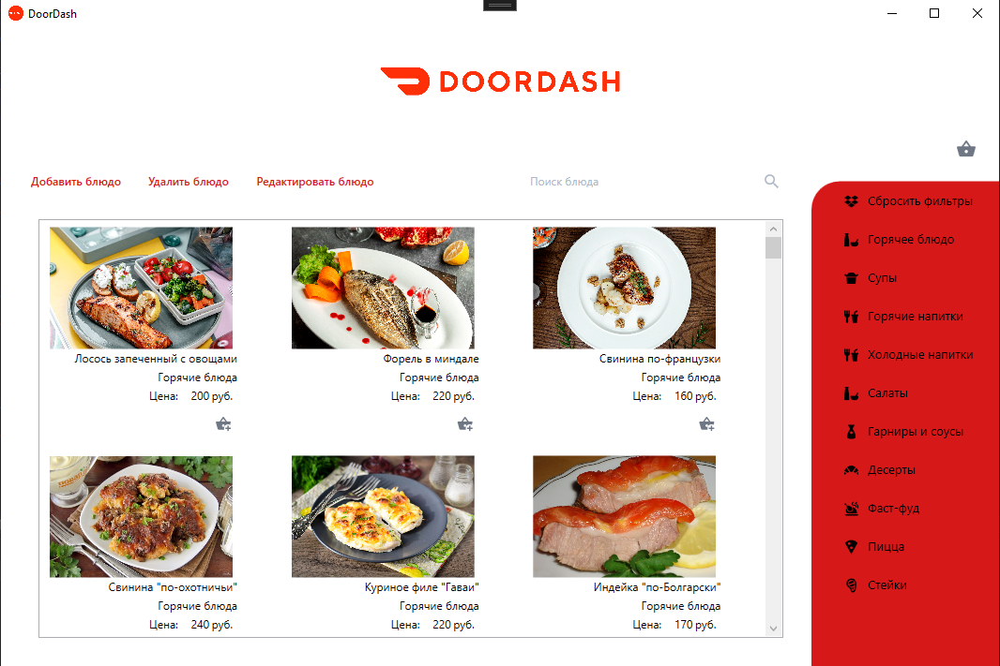 DoorDash
DOORDASH
Добавить блюдо
Удалить блюдо
Редактировать блюдо
Поиск блюда
Лосось запеченный с овощами
Горячие блюда
Цена: 200 руб.
Форель в миндале
Горячие блюда
Цена: 220 руб.
Свинина по-французки
Горячие блюда
Цена: 160 руб.
Свинина "по-охотничьи"
Горячие блюда
Цена: 240 руб.
Куриное филе "Гаваи"
Горячие блюда
Цена: 220 руб.
Индейка "по-Болгарски"
Горячие блюда
Цена: 170 руб.
Сбросить фильтры
Горячее блюдо
Супы
Горячие напитки
Холодные напитки
Салаты
Гарниры и соусы
Десерты
Фаст-фуд
Пицца
Стейки